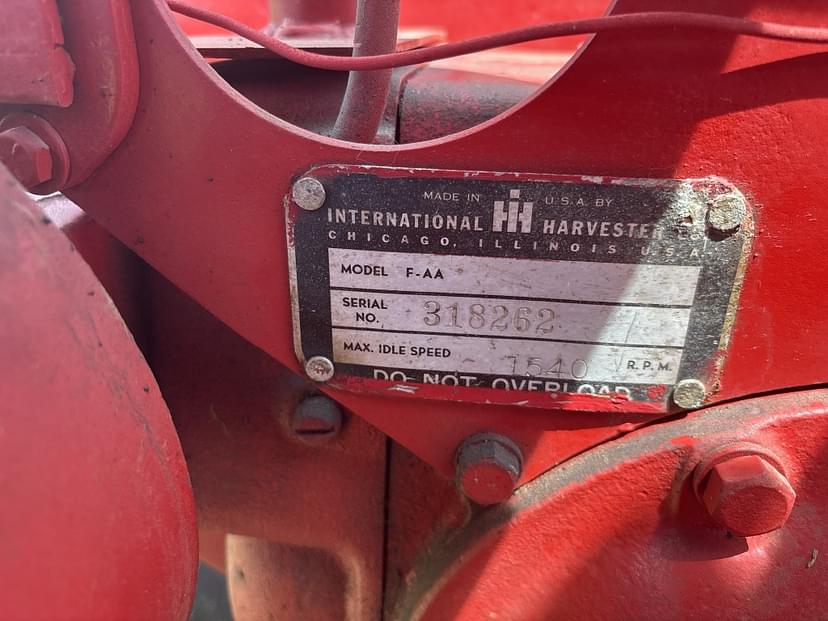 MADE IN IH U.S.A. BY
INTERNATIONAL HARVESTER CO
CHICAGO, ILLINOIS U.S.A.
MODEL F-AA
SERIAL NO. 318262
MAX. IDLE SPEED 1540 R.P.M.
DO NOT OVERLOAD